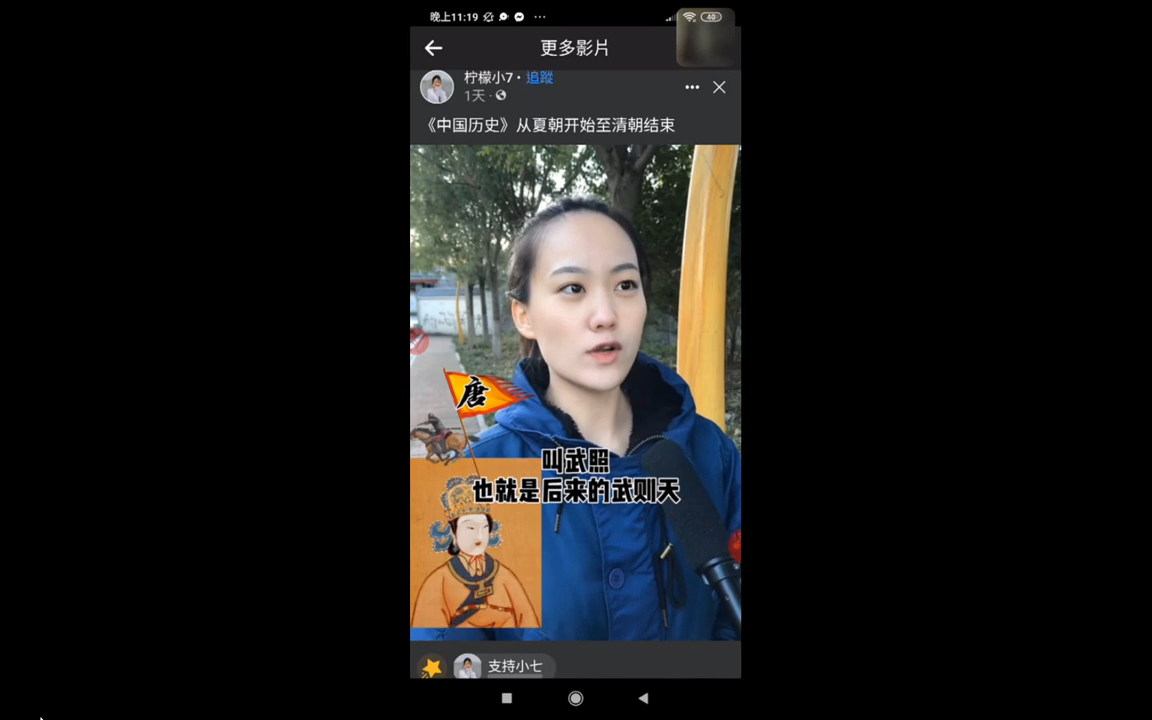 晚上11:19
40
更多影片
柠檬小7 · 追蹤
1天 ·
《中国历史》从夏朝开始至清朝结束
唐
叫武照
也就是后来的武则天
支持小七